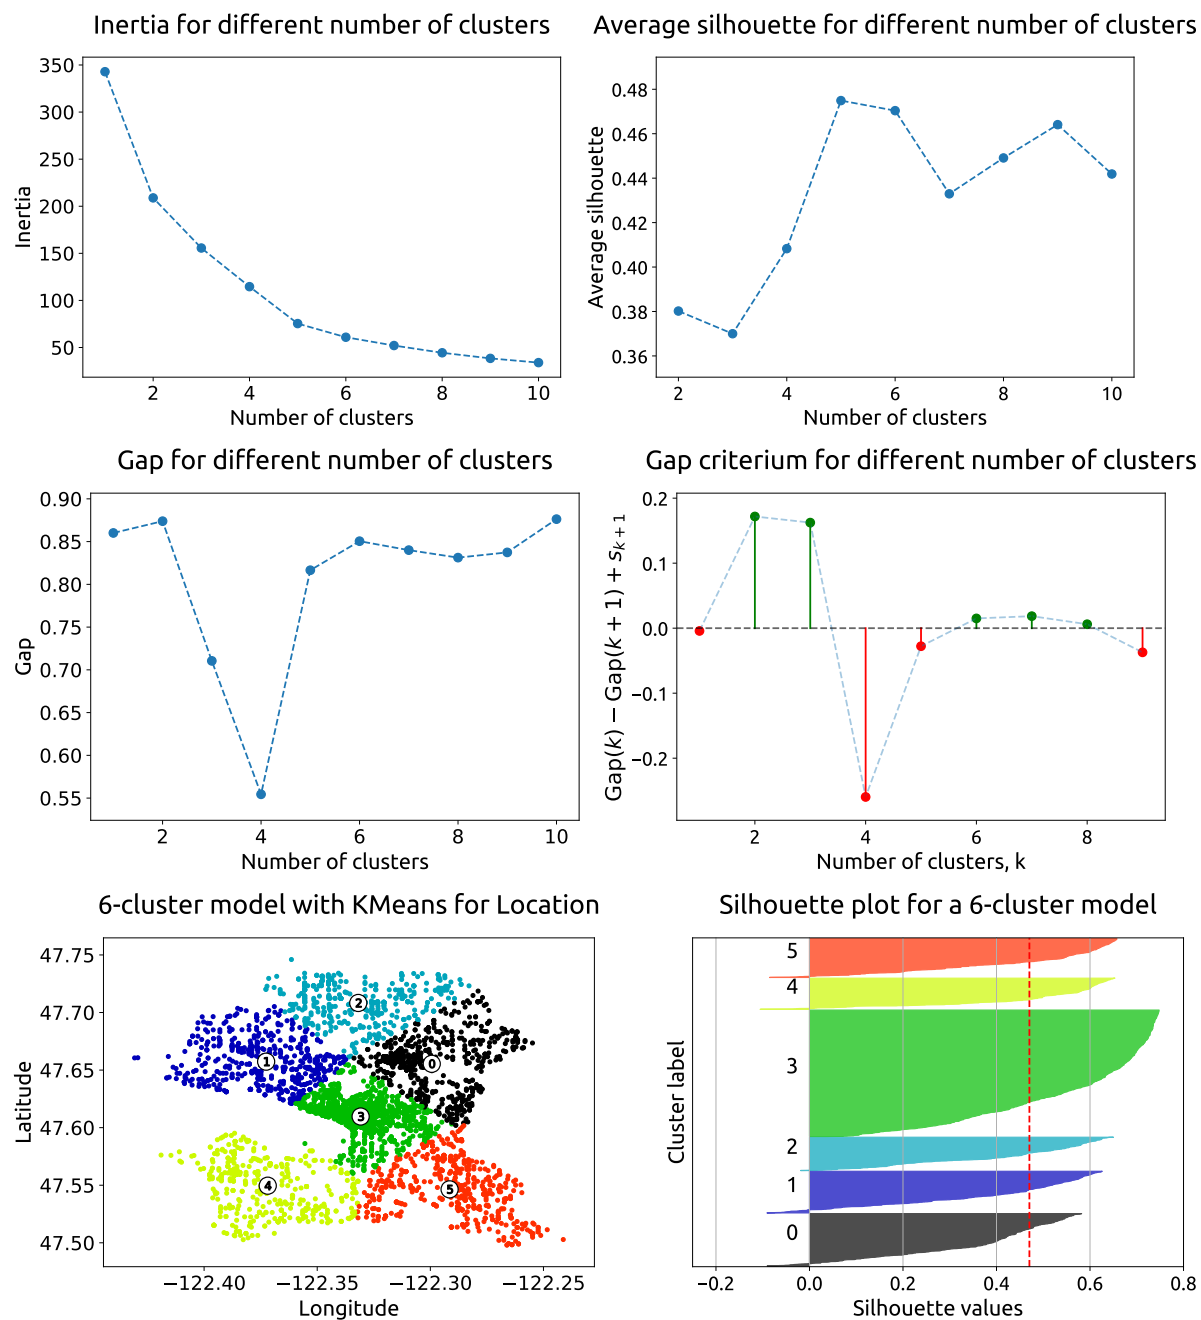 Inertia for different number of clusters
350
300
250
200
150
100
50
Inertia
2 4 6 8 10
Number of clusters
Average silhouette for different number of clusters
0.48
0.46
0.44
0.42
0.40
0.38
0.36
Average silhouette
2 4 6 8 10
Number of clusters
Gap for different number of clusters
0.90
0.85
0.80
0.75
0.70
0.65
0.60
0.55
Gap
2 4 6 8 10
Number of clusters
Gap criterium for different number of clusters
0.2
0.1
0.0
−0.1
−0.2
Gap(k) − Gap(k + 1) + s_{k+1}
2 4 6 8
Number of clusters, k
6-cluster model with KMeans for Location
47.75
47.70
47.65
47.60
47.55
47.50
Latitude
2
1
0
3
4
5
−122.40 −122.35 −122.30 −122.25
Longitude
Silhouette plot for a 6-cluster model
5
4
3
2
1
0
Cluster label
−0.2 0.0 0.2 0.4 0.6 0.8
Silhouette values